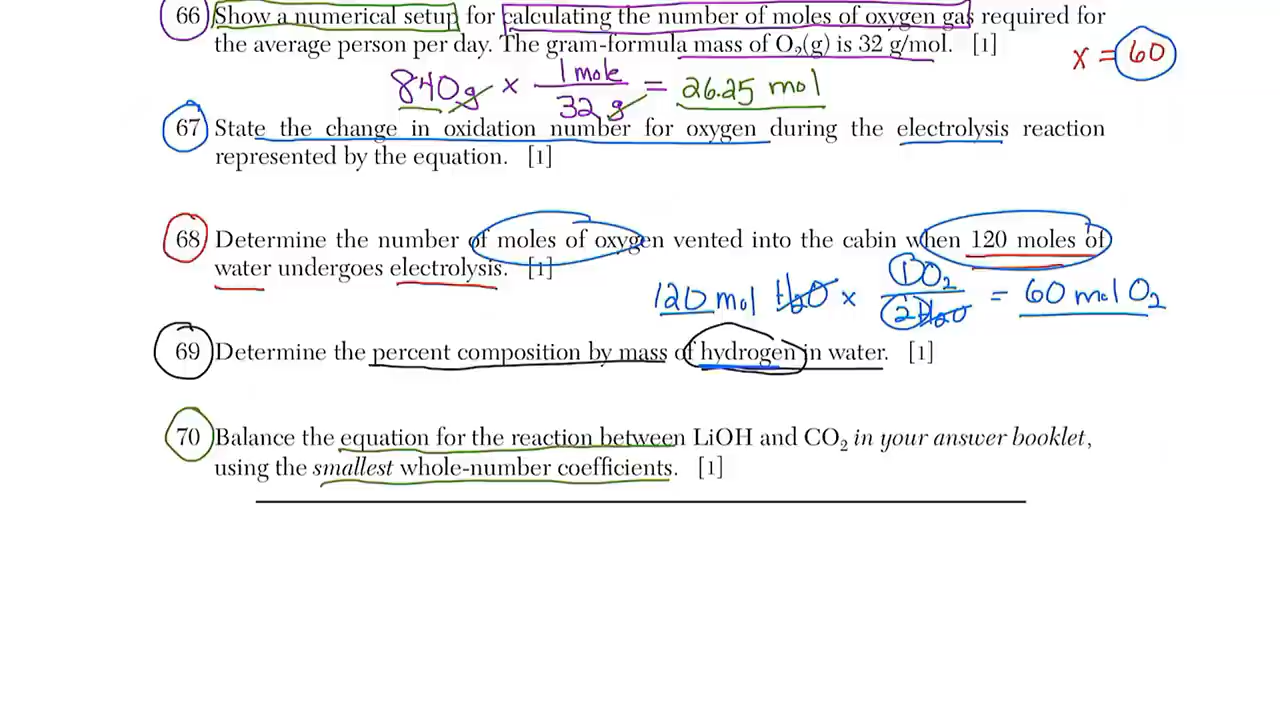 66 Show a numerical setup for calculating the number of moles of oxygen gas required for
the average person per day. The gram-formula mass of O₂(g) is 32 g/mol. [1]
x = 60
840g × 1 mole / 32 g = 26.25 mol
67 State the change in oxidation number for oxygen during the electrolysis reaction
represented by the equation. [1]
68 Determine the number of moles of oxygen vented into the cabin when 120 moles of
water undergoes electrolysis. [1]
120 mol H₂O × 1O₂ / 2H₂O = 60 mol O₂
69 Determine the percent composition by mass of hydrogen in water. [1]
70 Balance the equation for the reaction between LiOH and CO₂ in your answer booklet,
using the smallest whole-number coefficients. [1]